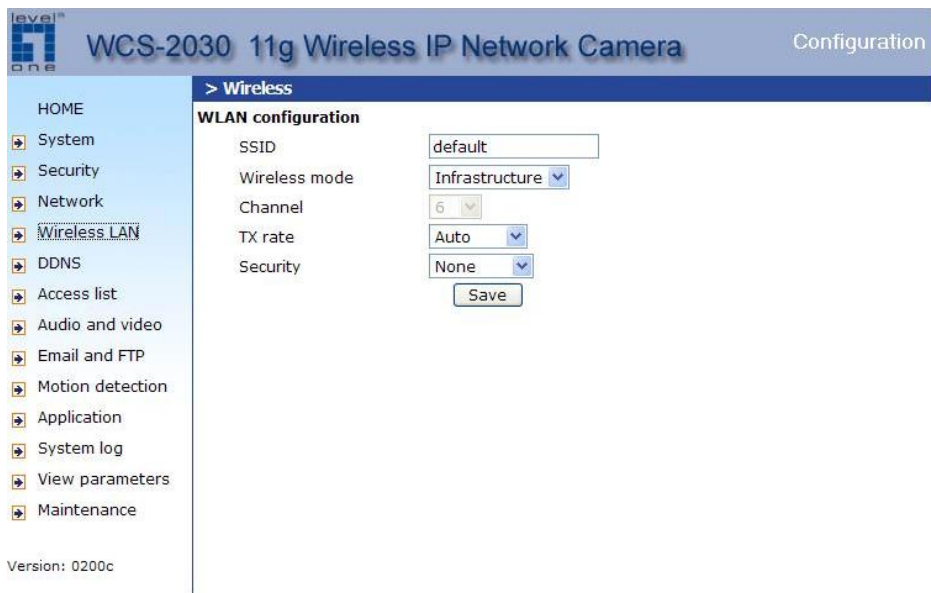 level™
one
WCS-2030 11g Wireless IP Network Camera
Configuration
HOME
System
Security
Network
Wireless LAN
DDNS
Access list
Audio and video
Email and FTP
Motion detection
Application
System log
View parameters
Maintenance
Version: 0200c
> Wireless
WLAN configuration
SSID default
Wireless mode Infrastructure
Channel 6
TX rate Auto
Security None
Save